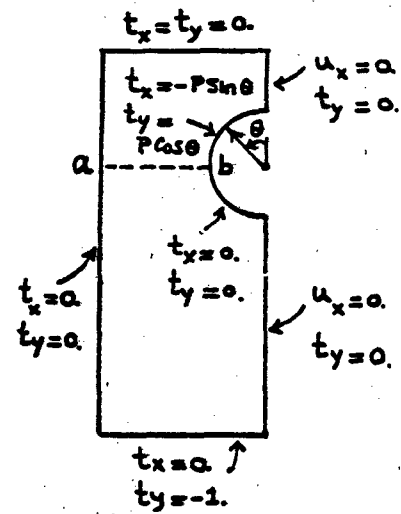 tx = ty = 0.
tx = -P Sin θ
ty =
P Cos θ
θ
ux = 0.
ty = 0.
a
b
tx = 0.
ty = 0.
tx = 0.
ty = 0.
ux = 0.
ty = 0.
tx = 0.
ty = -1.